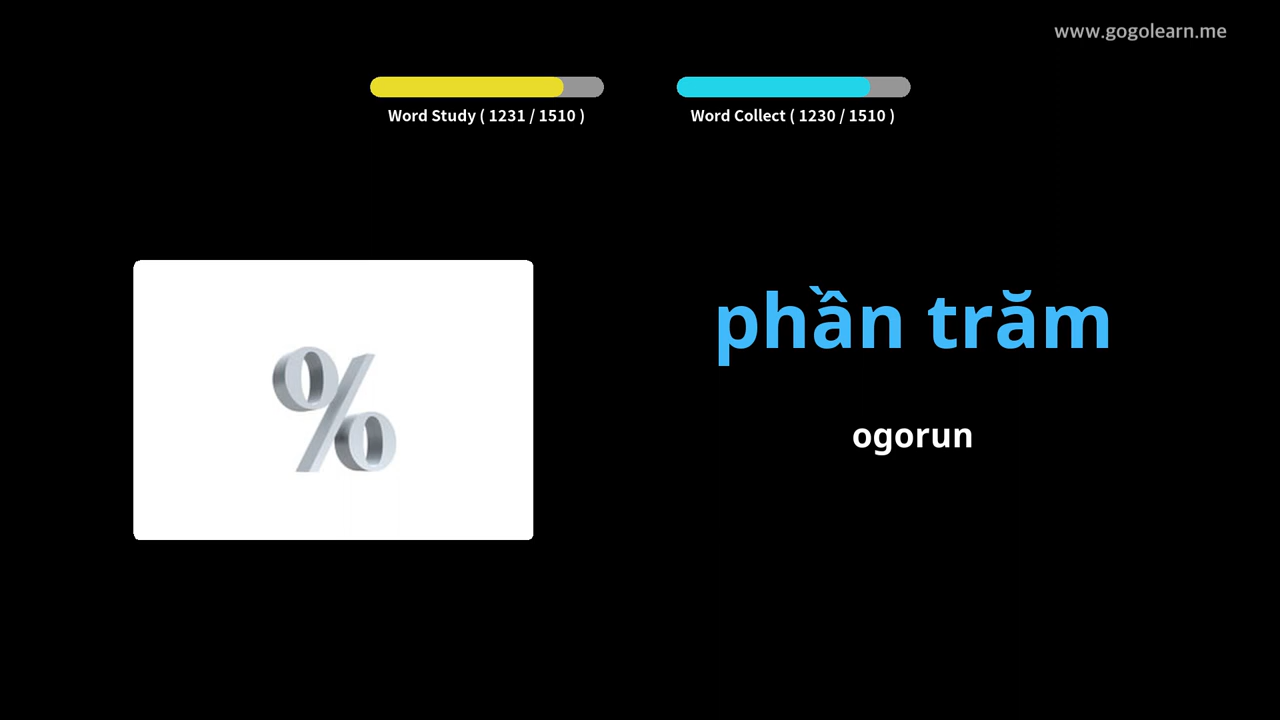 www.gogolearn.me
Word Study ( 1231 / 1510 )
Word Collect ( 1230 / 1510 )
%
phần trăm
ogorun